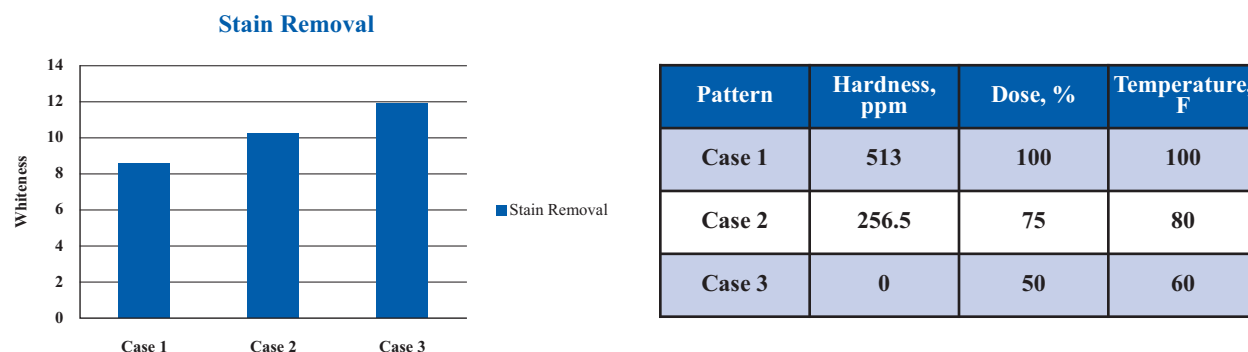 Stain Removal
14
12
10
8
6
4
2
0
Whiteness
Case 1 Case 2 Case 3
Stain Removal
Pattern Hardness, ppm Dose, % Temperature, F
Case 1 513 100 100
Case 2 256.5 75 80
Case 3 0 50 60